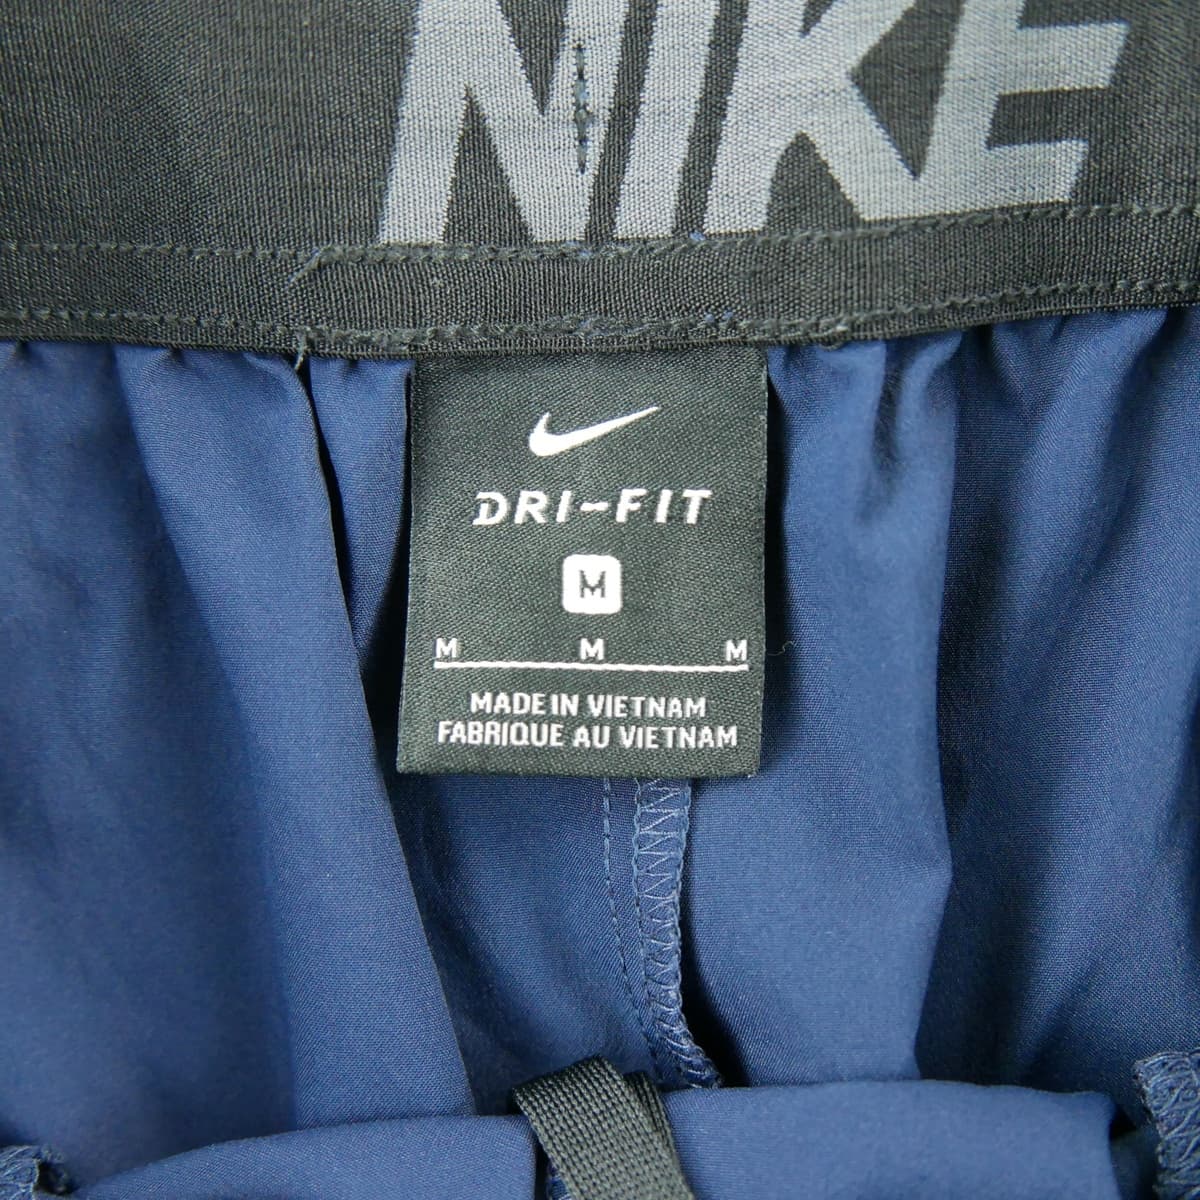 NIKE
DRI-FIT
M
M M M
MADE IN VIETNAM
FABRIQUE AU VIETNAM